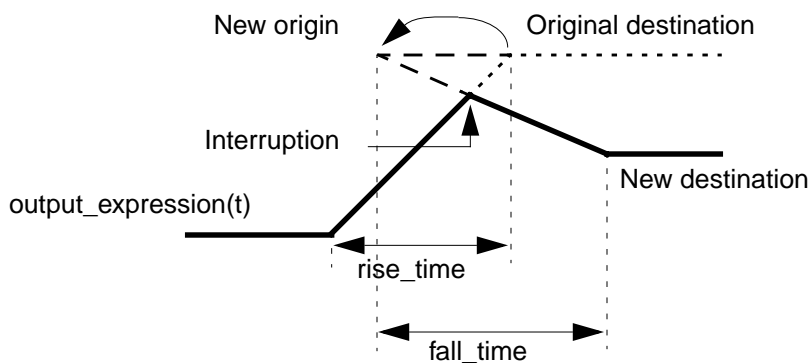 New origin
Original destination
Interruption
New destination
output_expression(t)
rise_time
fall_time